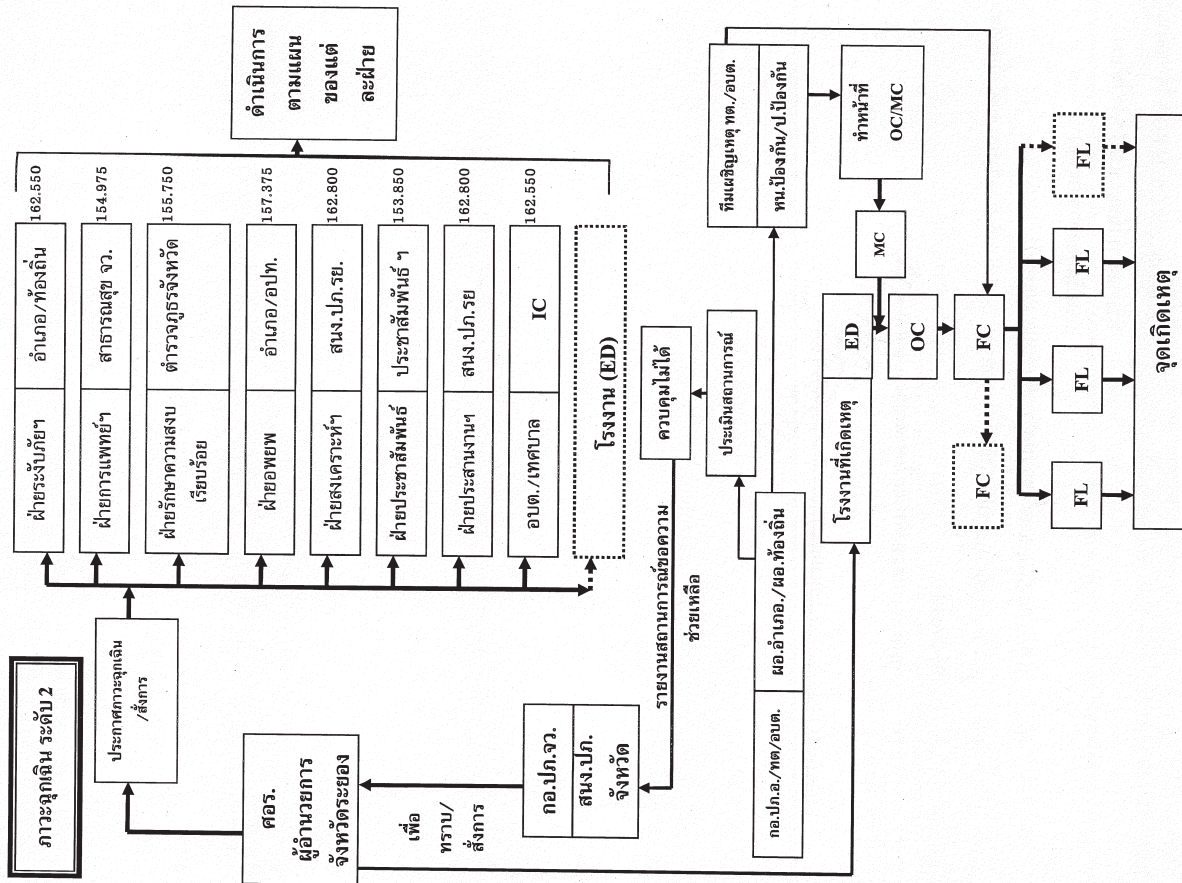 ภาวะฉุกเฉิน ระดับ 2
ประกาศภาวะฉุกเฉิน
/สั่งการ
ศอร.
ผู้อำนวยการ
จังหวัดระยอง
เพื่อ
ทราบ/
สั่งการ
กอ.ปภ.จว.
สนง.ปภ.
จังหวัด
รายงานสถานการณ์ขอความ
ช่วยเหลือ
ฝ่ายระงับภัยฯ
อำเภอ/ท้องถิ่น
162.550
ฝ่ายการแพทย์ฯ
สาธารณสุข จว.
154.975
ฝ่ายรักษาความสงบ
เรียบร้อย
ตำรวจภูธรจังหวัด
155.750
ฝ่ายอพยพ
อำเภอ/อปท.
157.375
ฝ่ายสงเคราะห์ฯ
สนง.ปภ.รย.
162.800
ฝ่ายประชาสัมพันธ์
ประชาสัมพันธ์ ฯ
153.850
ฝ่ายประสานงานฯ
สนง.ปภ.รย
162.800
อบต./เทศบาล
IC
162.550
โรงงาน (ED)
ดำเนินการ
ตามแผน
ของแต่
ละฝ่าย
ควบคุมไม่ได้
ประเมินสถานการณ์
กอ.ปภ.อ./ทต/อบต.
ผอ.อำเภอ./ผอ.ท้องถิ่น
ทีมเผชิญเหตุ ทต./อบต.
หน.ป้องกัน/ป.ป้องกัน
ทำหน้าที่
OC/MC
MC
โรงงานที่เกิดเหตุ
ED
OC
FC
FC
FL
FL
FL
FL
จุดเกิดเหตุ